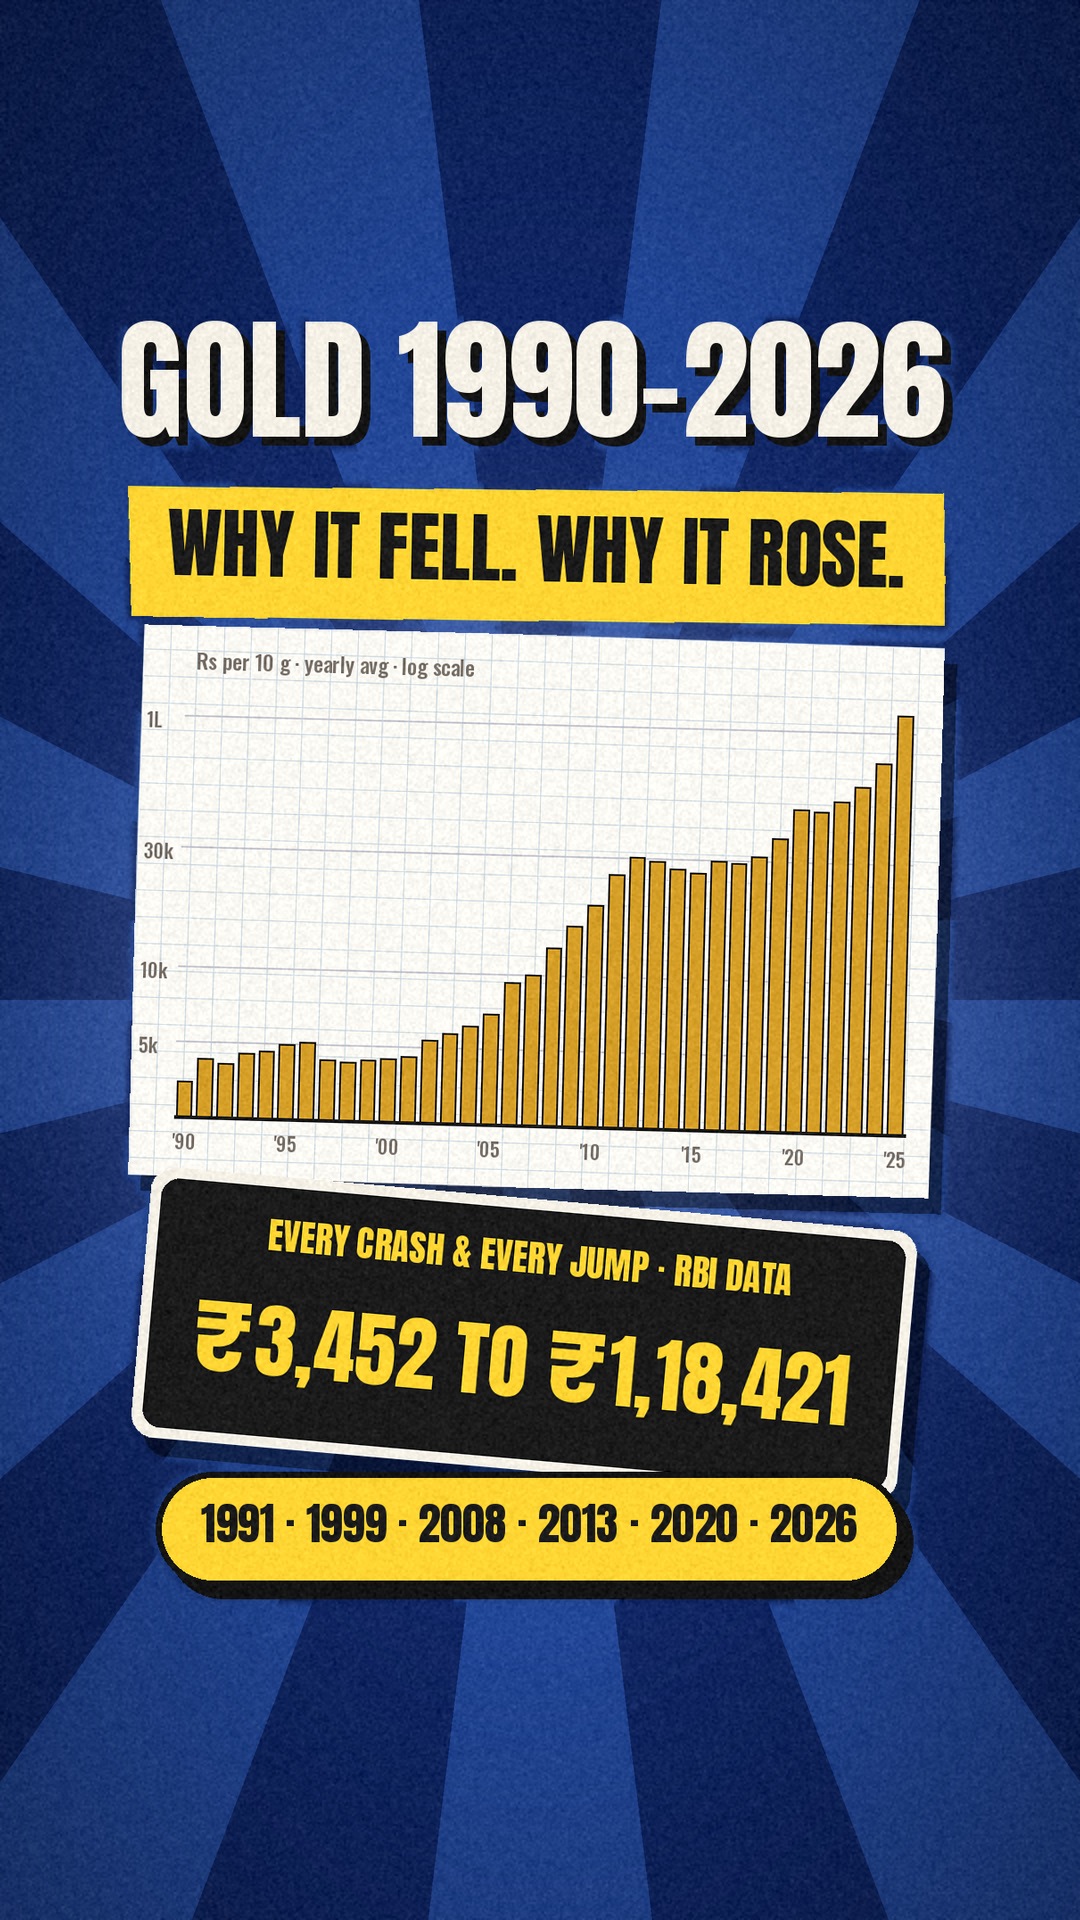 GOLD 1990-2026
WHY IT FELL. WHY IT ROSE.
Rs per 10 g · yearly avg · log scale
1L
30k
10k
5k
'90 '95 '00 '05 '10 '15 '20 '25
EVERY CRASH & EVERY JUMP · RBI DATA
₹3,452 TO ₹1,18,421
1991 · 1999 · 2008 · 2013 · 2020 · 2026